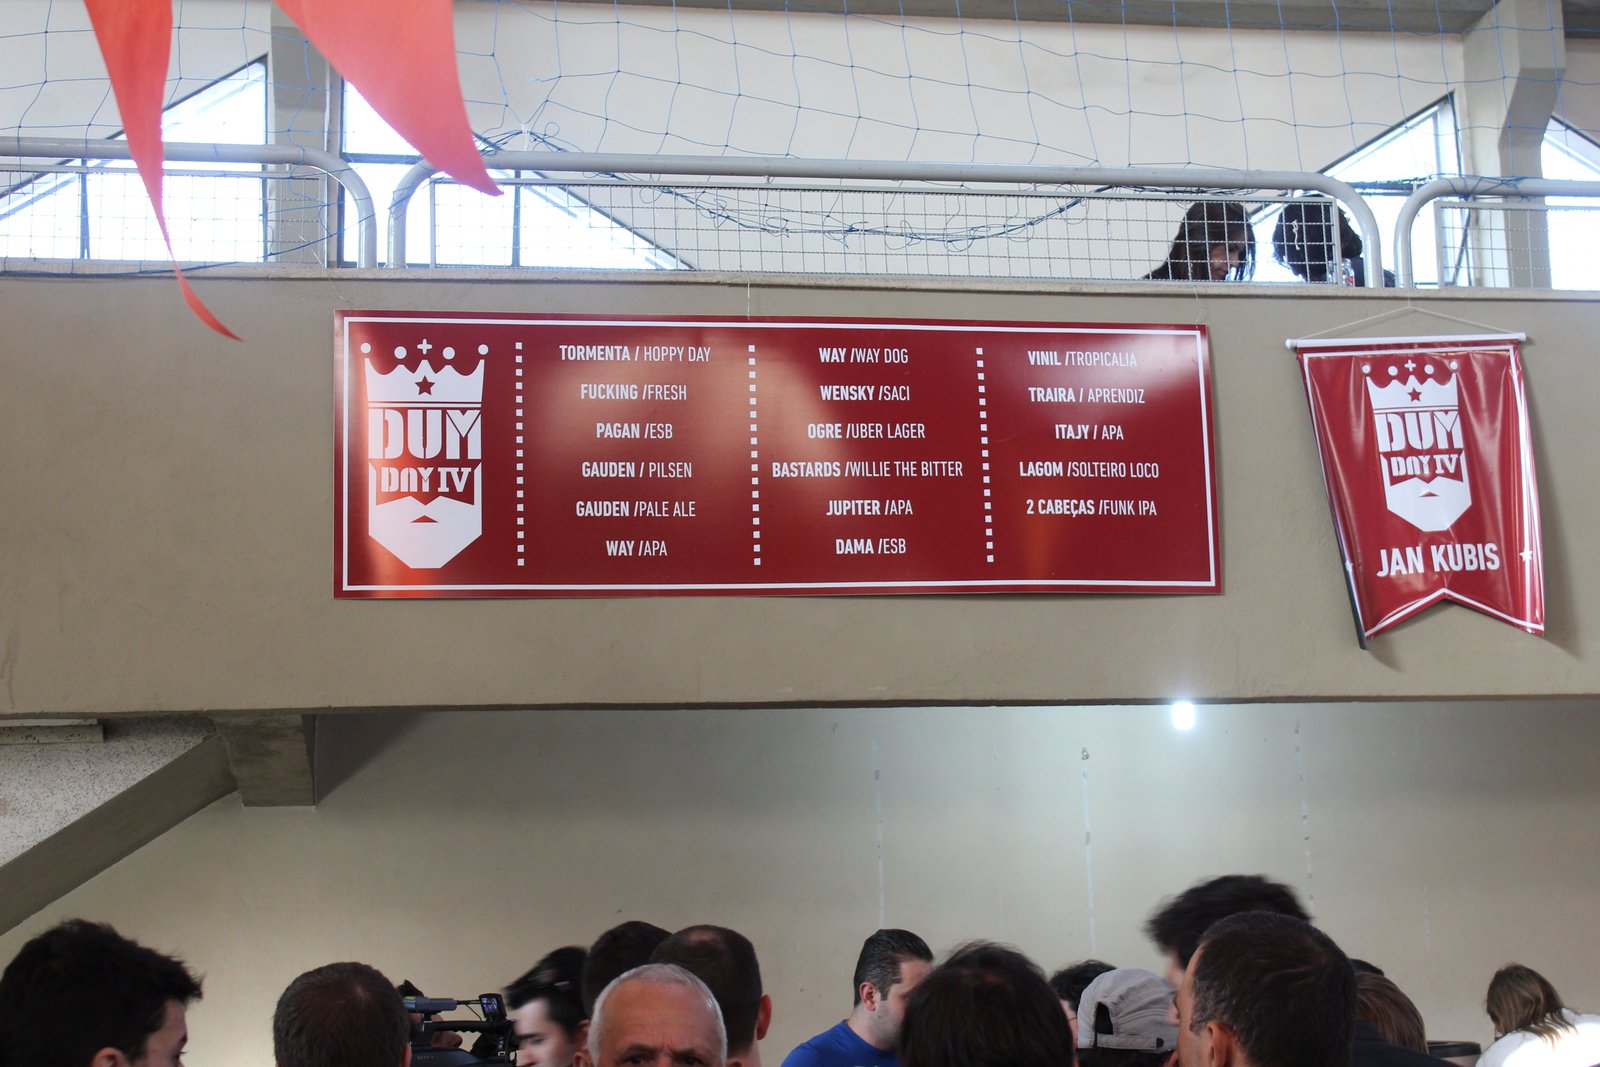 DUM
DAY IV
TORMENTA / HOPPY DAY
FUCKING /FRESH
PAGAN /ESB
GAUDEN / PILSEN
GAUDEN /PALE ALE
WAY /APA
WAY /WAY DOG
WENSKY /SACI
OGRE /UBER LAGER
BASTARDS /WILLIE THE BITTER
JUPITER /APA
DAMA /ESB
VINIL /TROPICALIA
TRAIRA / APRENDIZ
ITAJY / APA
LAGOM /SOLTEIRO LOCO
2 CABEÇAS /FUNK IPA
DUM
DAY IV
JAN KUBIS